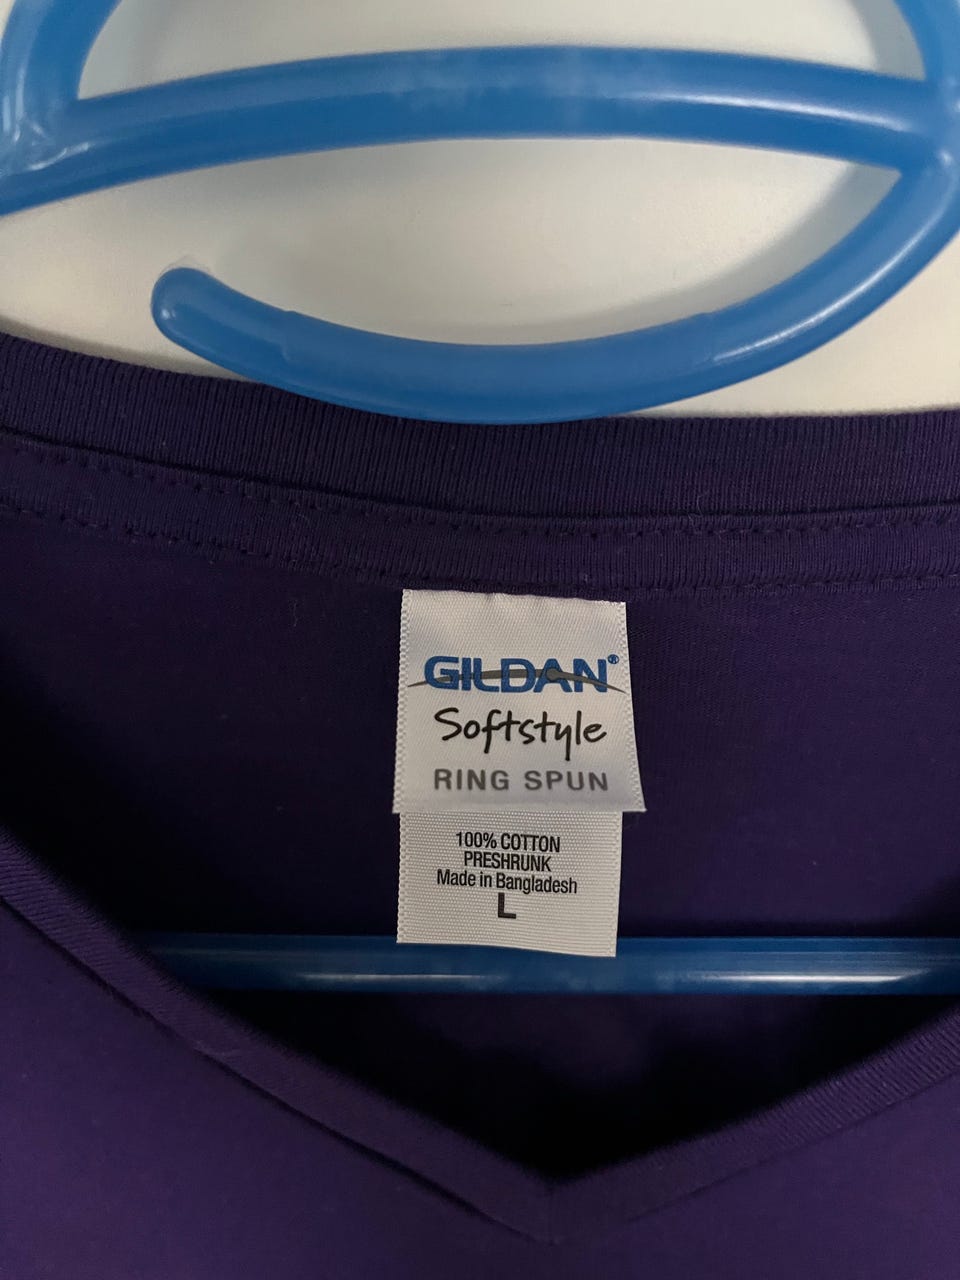 GILDAN®
Softstyle
RING SPUN
100% COTTON
PRESHRUNK
Made in Bangladesh
L